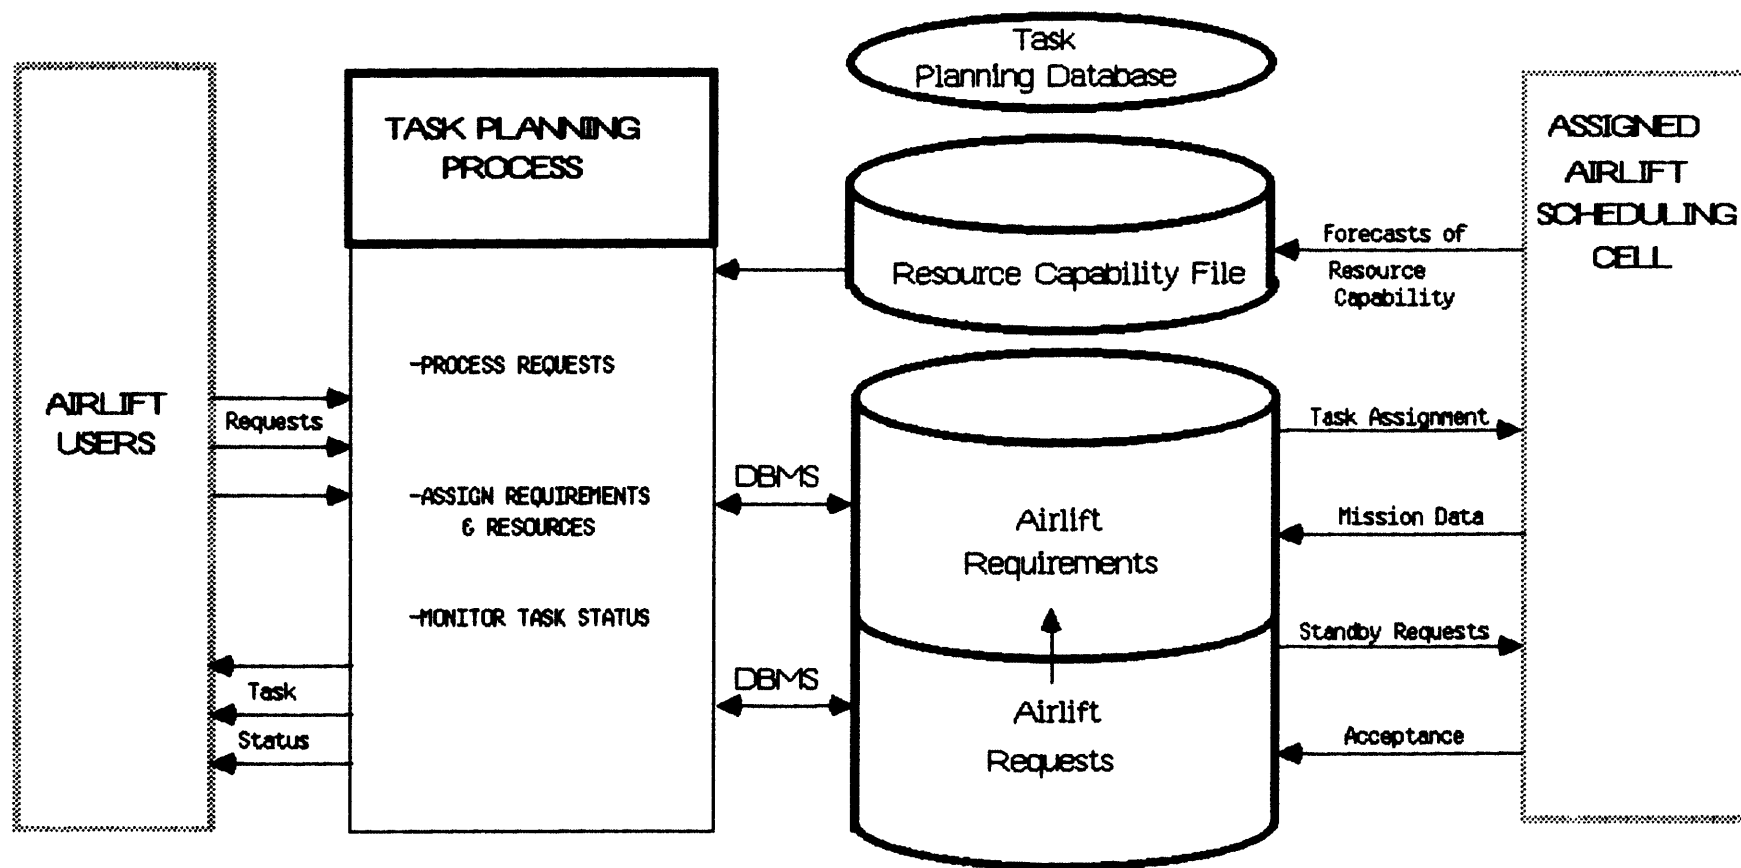 Task
Planning Database
TASK PLANNING
PROCESS
ASSIGNED
AIRLIFT
SCHEDULING
CELL
Forecasts of
Resource
Capability
Resource Capability File
-PROCESS REQUESTS
AIRLIFT
USERS
Requests
Task Assignment
DBMS
-ASSIGN REQUIREMENTS
& RESOURCES
Airlift
Requirements
Mission Data
-MONITOR TASK STATUS
Standby Requests
DBMS
Task
Status
Airlift
Requests
Acceptance